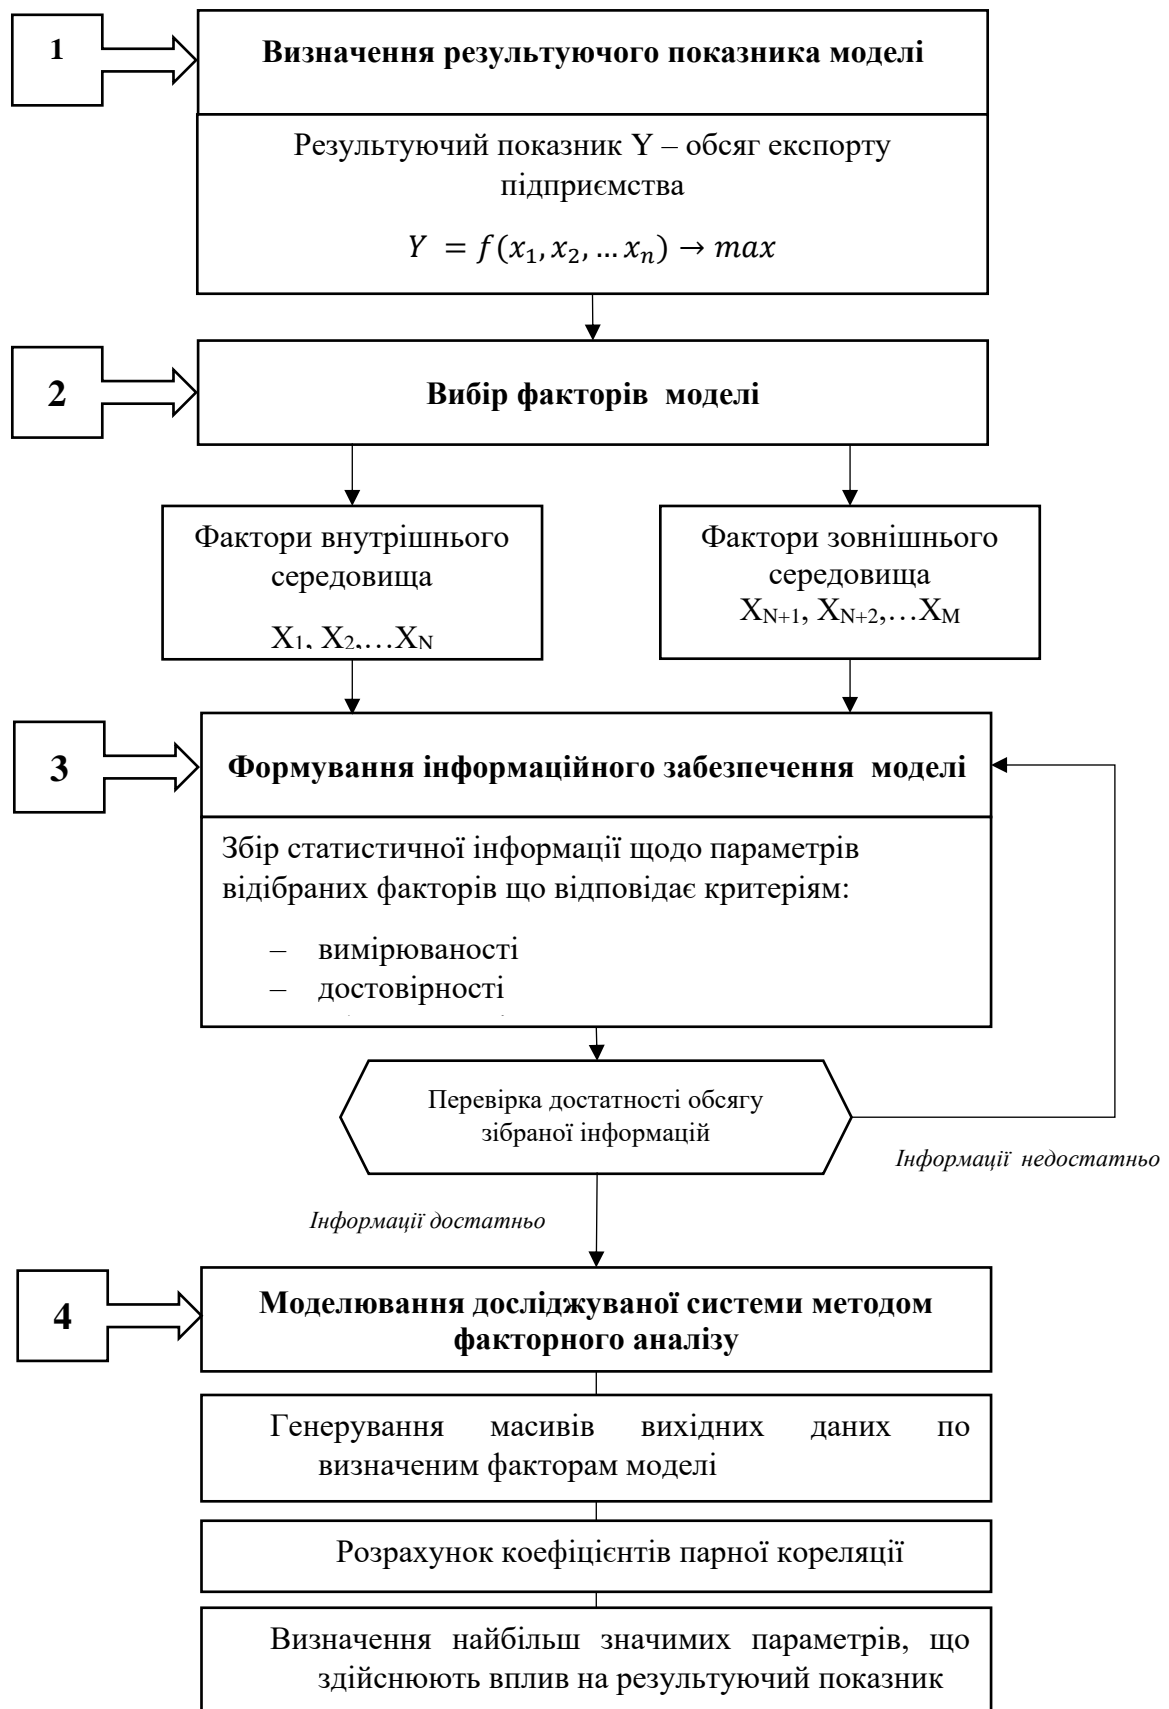 1
Визначення результуючого показника моделі
Результуючий показник Y – обсяг експорту
підприємства
Y = f(x₁, x₂, … xₙ) → max
2
Вибір факторів моделі
Фактори внутрішнього
середовища
X₁, X₂,…X_N
Фактори зовнішнього
середовища
X_N+1, X_N+2,…X_M
3
Формування інформаційного забезпечення моделі
Збір статистичної інформації щодо параметрів
відібраних факторів що відповідає критеріям:
– вимірюваності
– достовірності
Перевірка достатності обсягу
зібраної інформацій
Інформації недостатньо
Інформації достатньо
4
Моделювання досліджуваної системи методом
факторного аналізу
Генерування масивів вихідних даних по
визначеним факторам моделі
Розрахунок коефіцієнтів парної кореляції
Визначення найбільш значимих параметрів, що
здійснюють вплив на результуючий показник